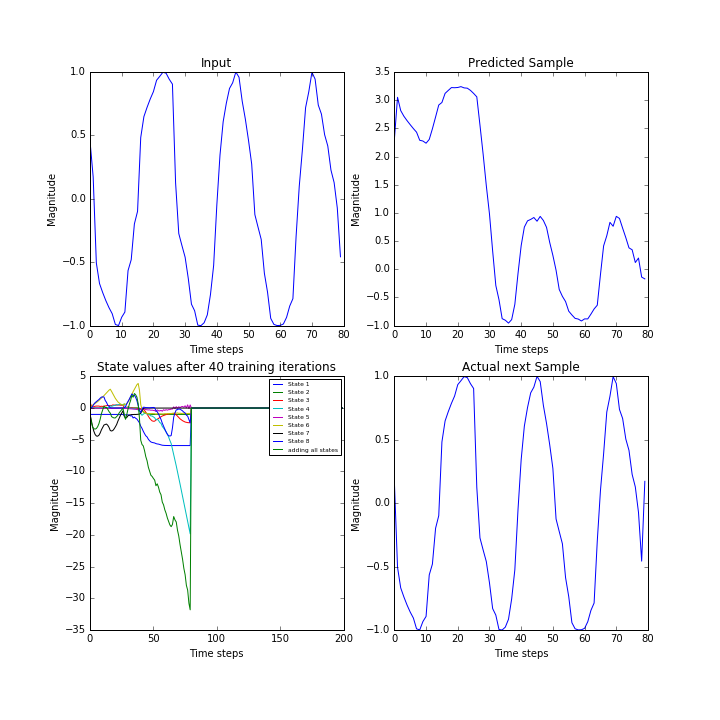 Input
Magnitude
1.0
0.5
0.0
−0.5
−1.0
0 10 20 30 40 50 60 70 80
Time steps
Predicted Sample
Magnitude
3.5
3.0
2.5
2.0
1.5
1.0
0.5
0.0
−0.5
−1.0
0 10 20 30 40 50 60 70 80
Time steps
State values after 40 training iterations
Magnitude
5
0
−5
−10
−15
−20
−25
−30
−35
0 50 100 150 200
Time steps
State 1
State 2
State 3
State 4
State 5
State 6
State 7
State 8
adding all states
Actual next Sample
Magnitude
1.0
0.5
0.0
−0.5
−1.0
0 10 20 30 40 50 60 70 80
Time steps